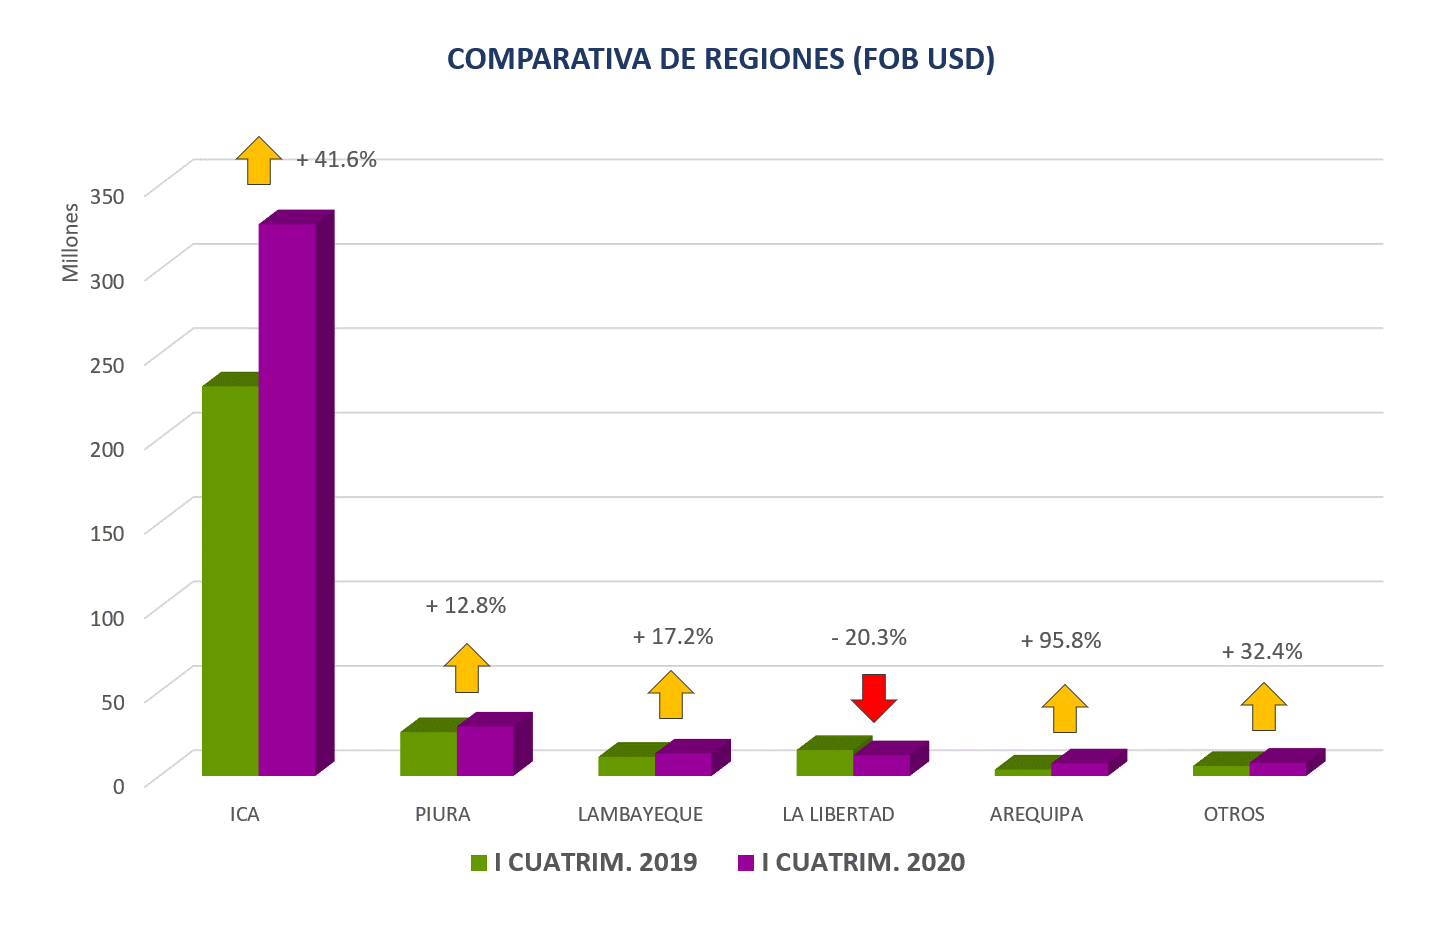 COMPARATIVA DE REGIONES (FOB USD)
+ 41.6%
Millones
350
300
250
200
150
100
50
0
+ 12.8%
+ 17.2%
- 20.3%
+ 95.8%
+ 32.4%
ICA
PIURA
LAMBAYEQUE
LA LIBERTAD
AREQUIPA
OTROS
I CUATRIM. 2019
I CUATRIM. 2020